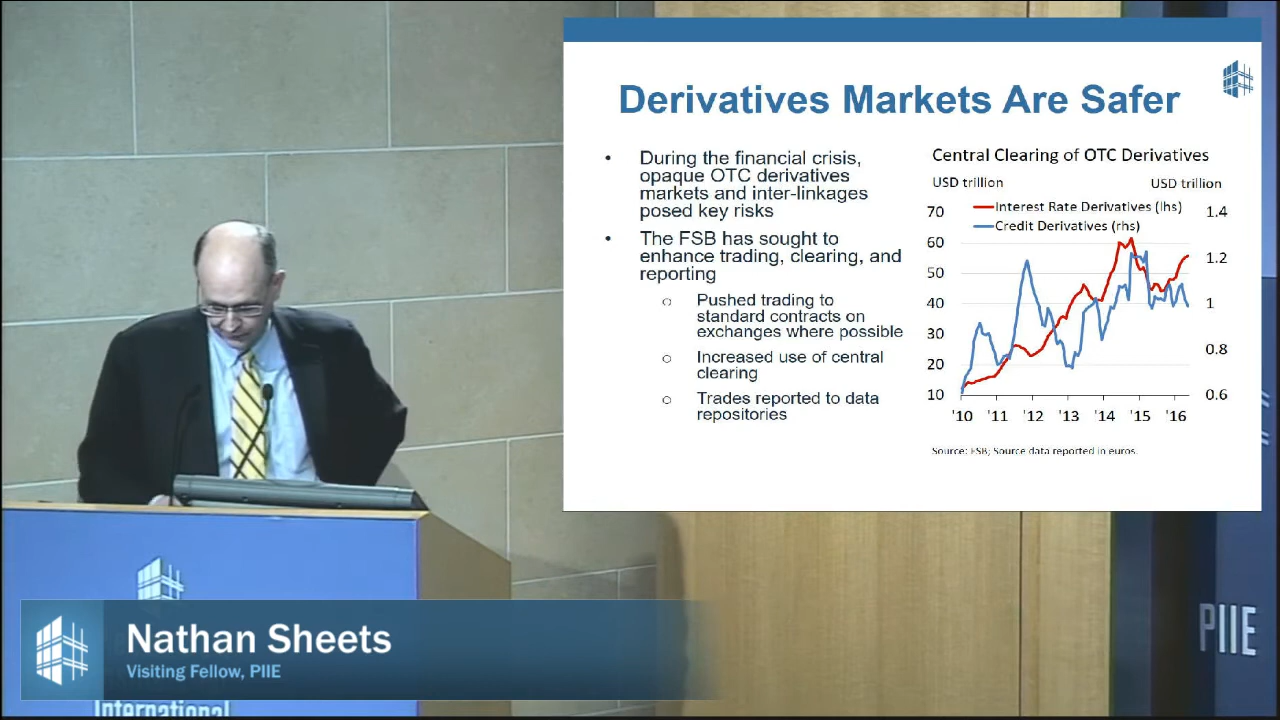 Derivatives Markets Are Safer
• During the financial crisis,
opaque OTC derivatives
markets and inter-linkages
posed key risks
• The FSB has sought to
enhance trading, clearing, and
reporting
o Pushed trading to
standard contracts on
exchanges where possible
o Increased use of central
clearing
o Trades reported to data
repositories
Central Clearing of OTC Derivatives
USD trillion USD trillion
Interest Rate Derivatives (lhs)
Credit Derivatives (rhs)
70 1.4
60
50 1.2
40 1
30
20 0.8
10 0.6
'10 '11 '12 '13 '14 '15 '16
Source: FSB; Source data reported in euros.
PIIE
Nathan Sheets
Visiting Fellow, PIIE
International